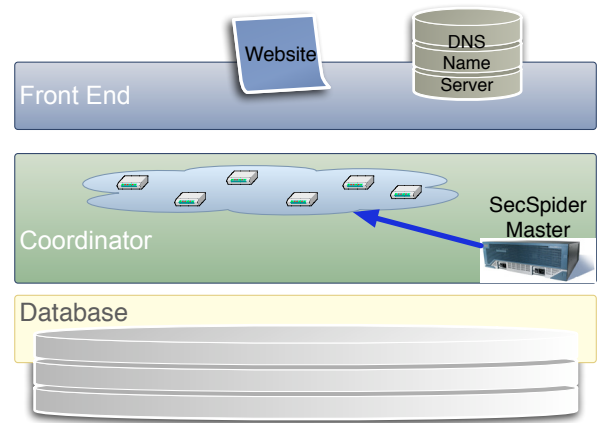 Website
DNS
Name
Server
Front End
SecSpider
Master
Coordinator
Database